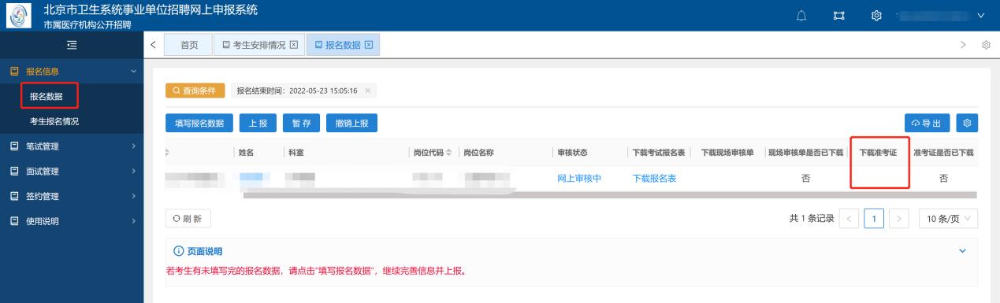 北京市卫生系统事业单位招聘网上申报系统
市属医疗机构公开招聘
首页 考生安排情况 报名数据
报名信息
报名数据
考生报名情况
笔试管理
面试管理
签约管理
使用说明
查询条件 报名结束时间：2022-05-23 15:05:16
填写报名数据 上报 暂存 撤销上报 导出
姓名 科室 岗位代码 岗位名称 审核状态 下载考试报名表 下载现场审核单 现场审核单是否已下载 下载准考证 准考证是否已下载
网上审核中 下载报名表 否 否
刷新 共 1 条记录 1 10 条/页
页面说明
若考生有未填写完的报名数据，请点击“填写报名数据”，继续完善信息并上报。